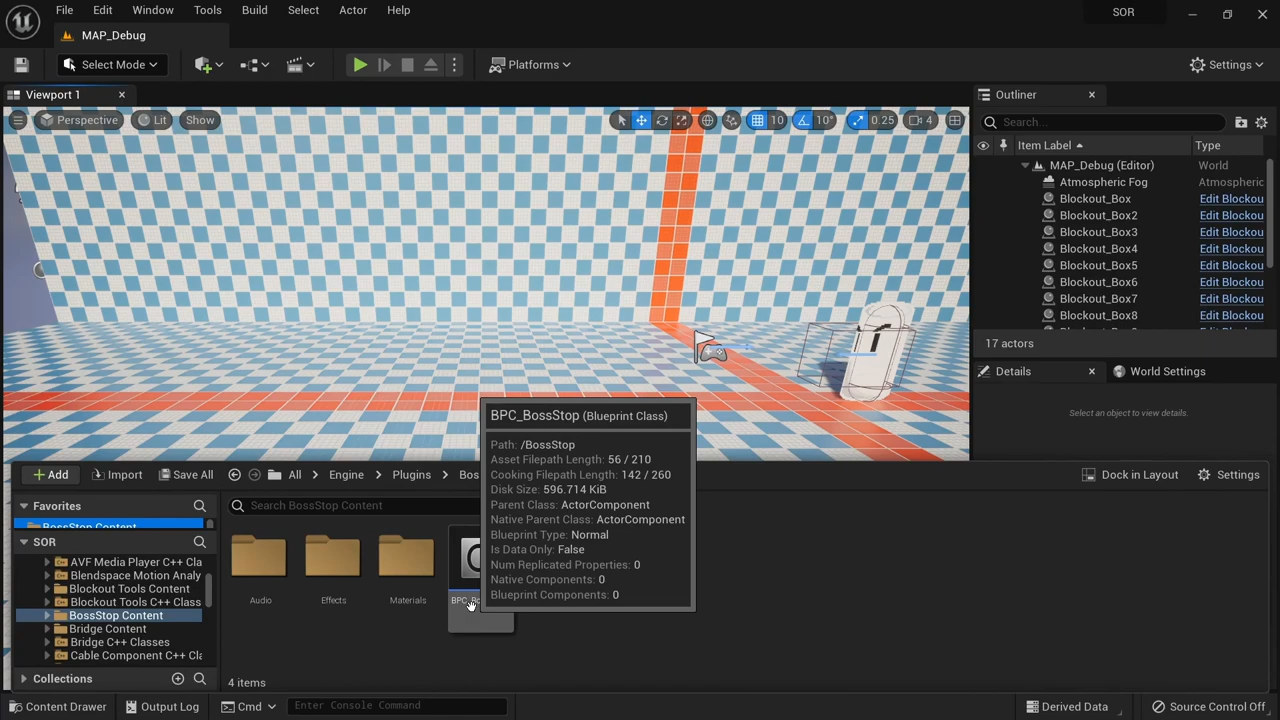 File Edit Window Tools Build Select Actor Help SOR
MAP_Debug
Select Mode Platforms Settings
Viewport 1 Outliner
Perspective Lit Show 10 10° 0.25 4
Search...
Item Label Type
MAP_Debug (Editor) World
Atmospheric Fog Atmospheric
Blockout_Box Edit Blockou
Blockout_Box2 Edit Blockou
Blockout_Box3 Edit Blockou
Blockout_Box4 Edit Blockou
Blockout_Box5 Edit Blockou
Blockout_Box6 Edit Blockou
Blockout_Box7 Edit Blockou
Blockout_Box8 Edit Blockou
17 actors
Details World Settings
Select an object to view details.
BPC_BossStop (Blueprint Class)
Path: /BossStop
Asset Filepath Length: 56 / 210
Cooking Filepath Length: 142 / 260
Disk Size: 596.714 KiB
Parent Class: ActorComponent
Native Parent Class: ActorComponent
Blueprint Type: Normal
Is Data Only: False
Num Replicated Properties: 0
Native Components: 0
Blueprint Components: 0
Add Import Save All All Engine Plugins Bos Dock in Layout Settings
Favorites
Search BossStop Content
BossStop Content
SOR
AVF Media Player C++ Cla
Blendspace Motion Analy
Blockout Tools Content
Blockout Tools C++ Class
BossStop Content
Bridge Content
Bridge C++ Classes
Cable Component C++ Cla
Audio Effects Materials
Collections
4 items
Content Drawer Output Log Cmd Enter Console Command Derived Data Source Control Off